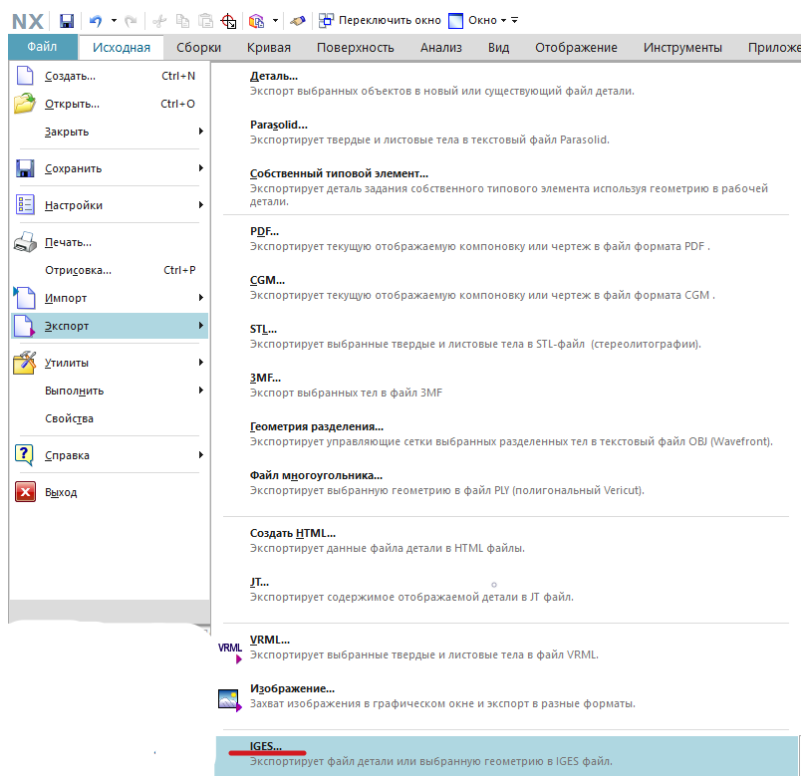 NX Переключить окно Окно
Файл Исходная Сборки Кривая Поверхность Анализ Вид Отображение Инструменты Приложе
Создать... Ctrl+N
Открыть... Ctrl+O
Закрыть
Сохранить
Настройки
Печать...
Отрисовка... Ctrl+P
Импорт
Экспорт
Утилиты
Выполнить
Свойства
Справка
Выход
Деталь...
Экспорт выбранных объектов в новый или существующий файл детали.
Parasolid...
Экспортирует твердые и листовые тела в текстовый файл Parasolid.
Собственный типовой элемент...
Экспортирует деталь задания собственного типового элемента используя геометрию в рабочей
детали.
PDF...
Экспортирует текущую отображаемую компоновку или чертеж в файл формата PDF .
CGM...
Экспортирует текущую отображаемую компоновку или чертеж в файл формата CGM .
STL...
Экспортирует выбранные твердые и листовые тела в STL-файл (стереолитографии).
3MF...
Экспорт выбранных тел в файл 3MF
Геометрия разделения...
Экспортирует управляющие сетки выбранных разделенных тел в текстовый файл OBJ (Wavefront).
Файл многоугольника...
Экспортирует выбранную геометрию в файл PLY (полигональный Vericut).
Создать HTML...
Экспортирует данные файла детали в HTML файлы.
JT...
Экспортирует содержимое отображаемой детали в JT файл.
VRML
VRML...
Экспортирует выбранные твердые и листовые тела в файл VRML.
Изображение...
Захват изображения в графическом окне и экспорт в разные форматы.
IGES...
Экспортирует файл детали или выбранную геометрию в IGES файл.